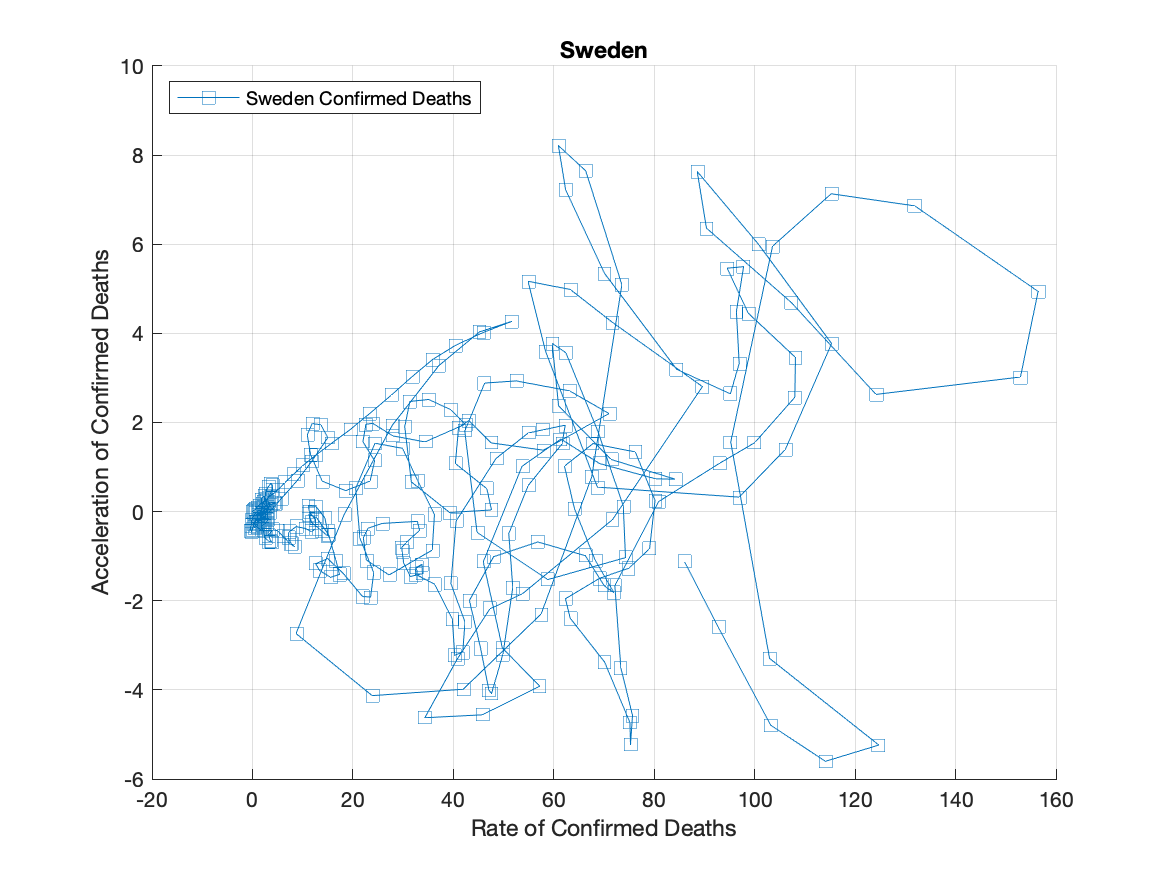 Sweden
10
Sweden Confirmed Deaths
8
6
4
2
0
-2
-4
-6
Acceleration of Confirmed Deaths
-20 0 20 40 60 80 100 120 140 160
Rate of Confirmed Deaths